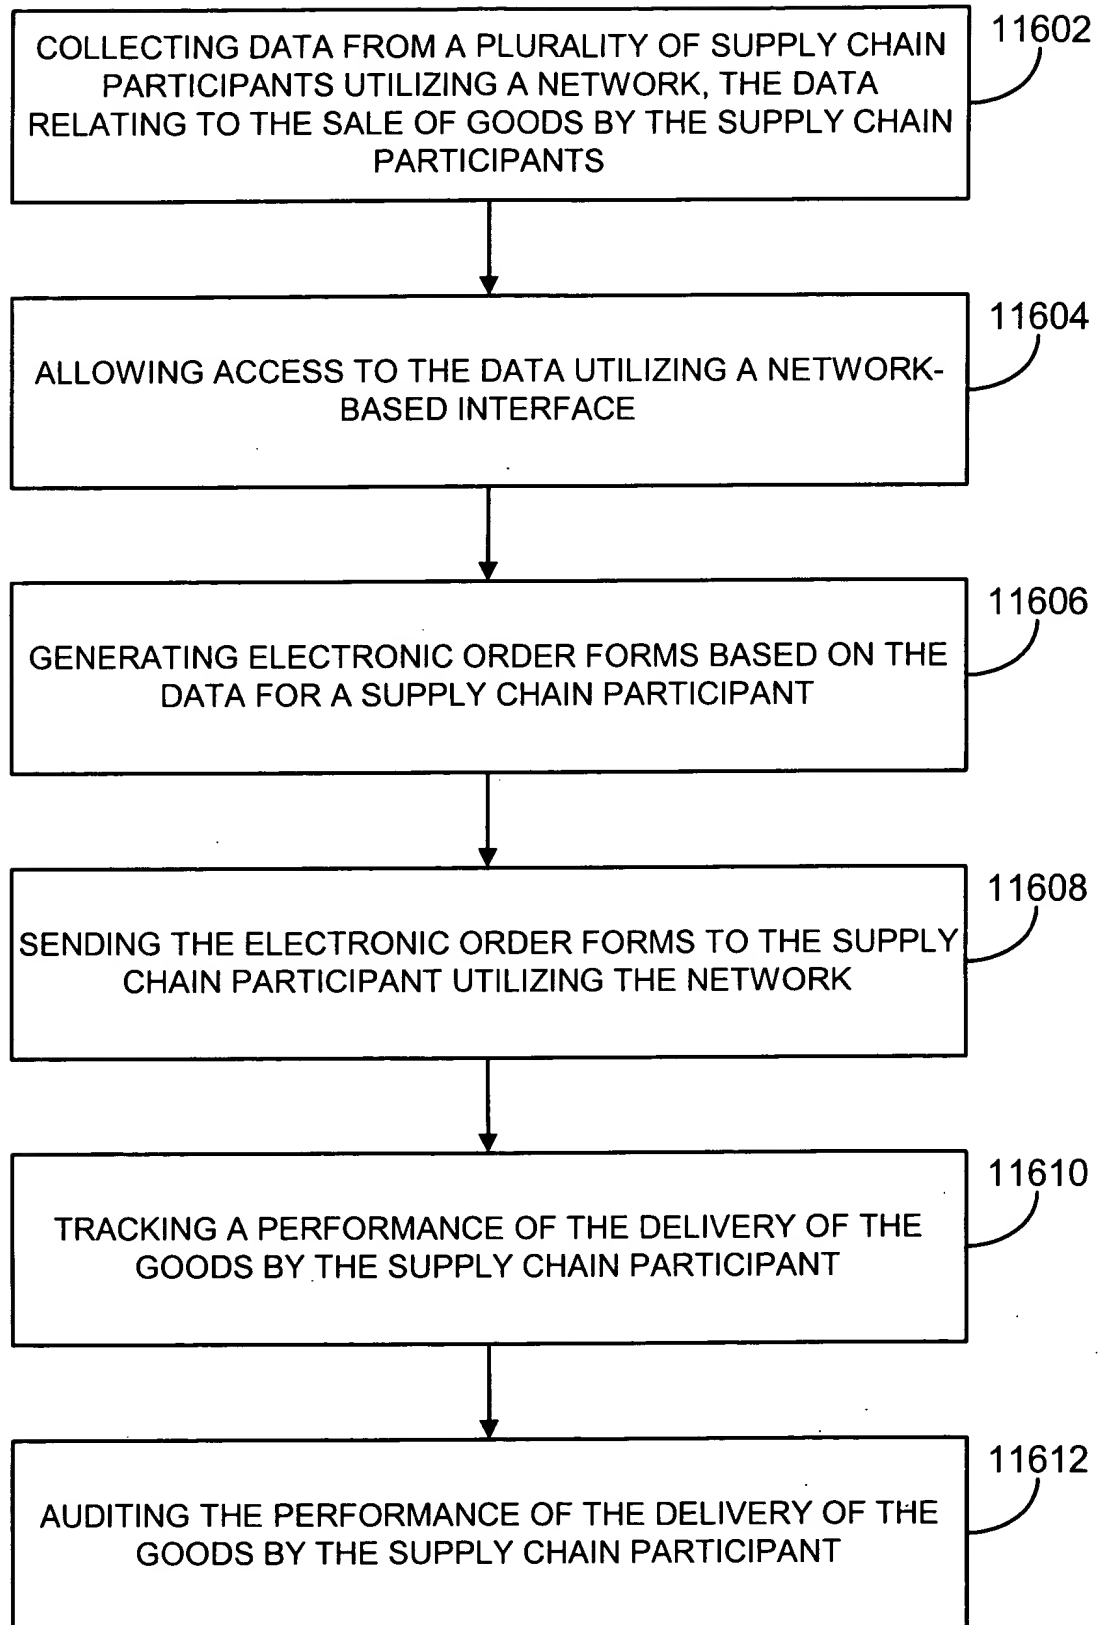 COLLECTING DATA FROM A PLURALITY OF SUPPLY CHAIN
PARTICIPANTS UTILIZING A NETWORK, THE DATA
RELATING TO THE SALE OF GOODS BY THE SUPPLY CHAIN
PARTICIPANTS
11602
ALLOWING ACCESS TO THE DATA UTILIZING A NETWORK-
BASED INTERFACE
11604
GENERATING ELECTRONIC ORDER FORMS BASED ON THE
DATA FOR A SUPPLY CHAIN PARTICIPANT
11606
SENDING THE ELECTRONIC ORDER FORMS TO THE SUPPLY
CHAIN PARTICIPANT UTILIZING THE NETWORK
11608
TRACKING A PERFORMANCE OF THE DELIVERY OF THE
GOODS BY THE SUPPLY CHAIN PARTICIPANT
11610
AUDITING THE PERFORMANCE OF THE DELIVERY OF THE
GOODS BY THE SUPPLY CHAIN PARTICIPANT
11612